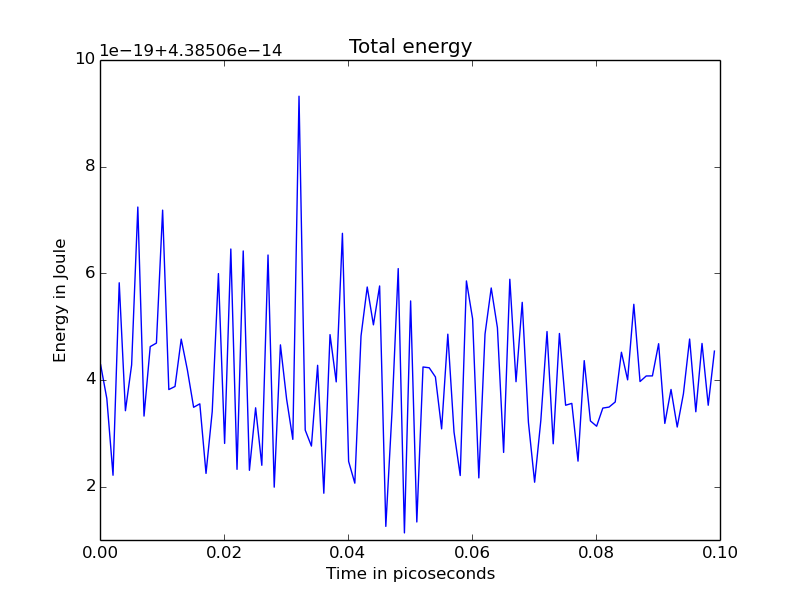 Total energy
1e−19+4.38506e−14
10
8
6
4
2
Energy in Joule
0.00 0.02 0.04 0.06 0.08 0.10
Time in picoseconds